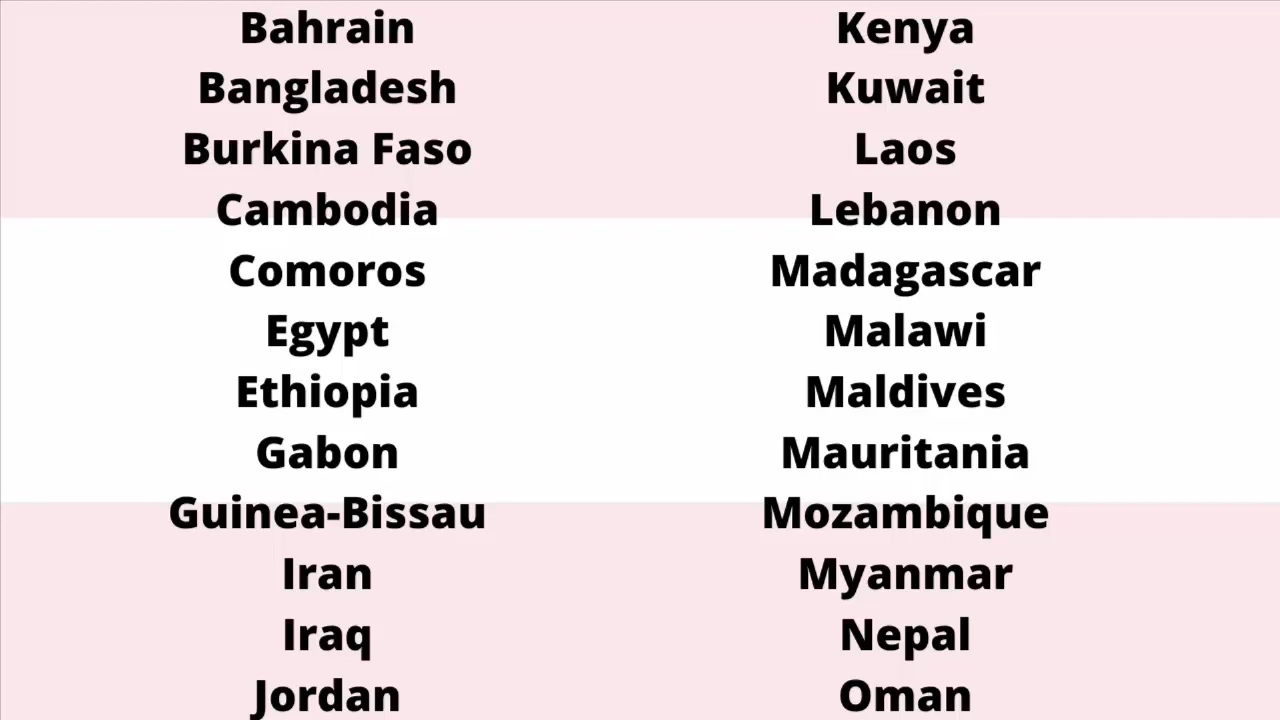 Bahrain
Bangladesh
Burkina Faso
Cambodia
Comoros
Egypt
Ethiopia
Gabon
Guinea-Bissau
Iran
Iraq
Jordan
Kenya
Kuwait
Laos
Lebanon
Madagascar
Malawi
Maldives
Mauritania
Mozambique
Myanmar
Nepal
Oman